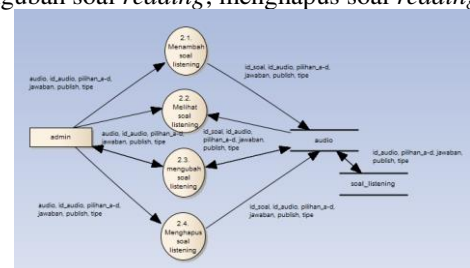 gubah soal reading, menghapus soal reading
2.1.
Menambah
soal
listening
audio, id_audio, pilihan_a-d,
jawaban, publish, tipe
id_soal, id_audio,
pilihan_a-d, jawaban,
publish, tipe
2.2.
Melihat
soal
listening
admin
audio, id_audio, pilihan_a-d,
jawaban, publish, tipe
id_soal, id_audio,
pilihan_a-d, jawaban,
publish, tipe
audio
id_audio, pilihan_a-d, jawaban,
publish, tipe
2.3.
mengubah
soal
listening
soal_listening
audio, id_audio, pilihan_a-d,
jawaban, publish, tipe
id_soal, id_audio, pilihan_a-d,
jawaban, publish, tipe
2.4.
Menghapus
soal
listening